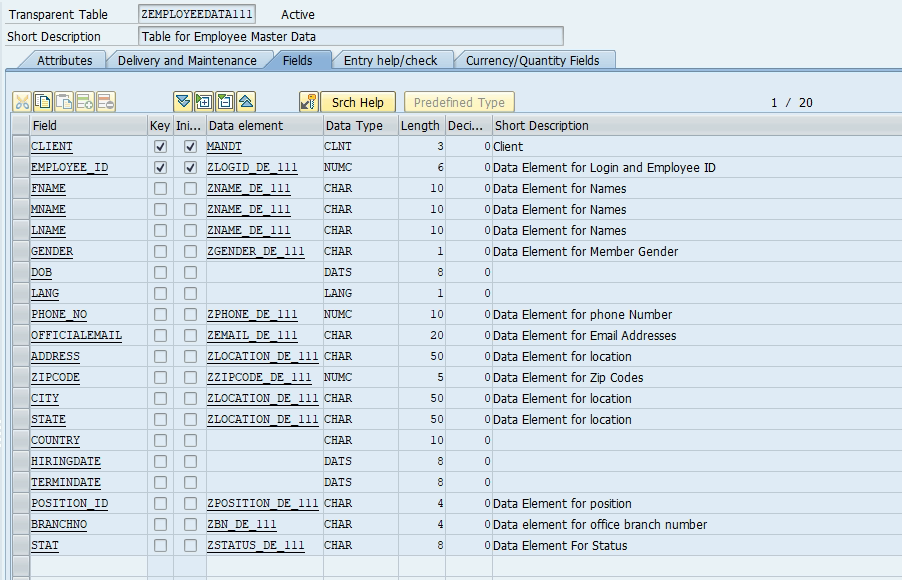 Transparent Table ZEMPLOYEEDATA111 Active
Short Description Table for Employee Master Data
Attributes Delivery and Maintenance Fields Entry help/check Currency/Quantity Fields
Srch Help Predefined Type 1 / 20
Field Key Ini... Data element Data Type Length Deci... Short Description
CLIENT MANDT CLNT 3 0 Client
EMPLOYEE_ID ZLOGID_DE_111 NUMC 6 0 Data Element for Login and Employee ID
FNAME ZNAME_DE_111 CHAR 10 0 Data Element for Names
MNAME ZNAME_DE_111 CHAR 10 0 Data Element for Names
LNAME ZNAME_DE_111 CHAR 10 0 Data Element for Names
GENDER ZGENDER_DE_111 CHAR 1 0 Data Element for Member Gender
DOB DATS 8 0
LANG LANG 1 0
PHONE_NO ZPHONE_DE_111 NUMC 10 0 Data Element for phone Number
OFFICIALEMAIL ZEMAIL_DE_111 CHAR 20 0 Data Element for Email Addresses
ADDRESS ZLOCATION_DE_111 CHAR 50 0 Data Element for location
ZIPCODE ZZIPCODE_DE_111 NUMC 5 0 Data Element for Zip Codes
CITY ZLOCATION_DE_111 CHAR 50 0 Data Element for location
STATE ZLOCATION_DE_111 CHAR 50 0 Data Element for location
COUNTRY CHAR 10 0
HIRINGDATE DATS 8 0
TERMINDATE DATS 8 0
POSITION_ID ZPOSITION_DE_111 CHAR 4 0 Data Element for position
BRANCHNO ZBN_DE_111 CHAR 4 0 Data element for office branch number
STAT ZSTATUS_DE_111 CHAR 8 0 Data Element For Status